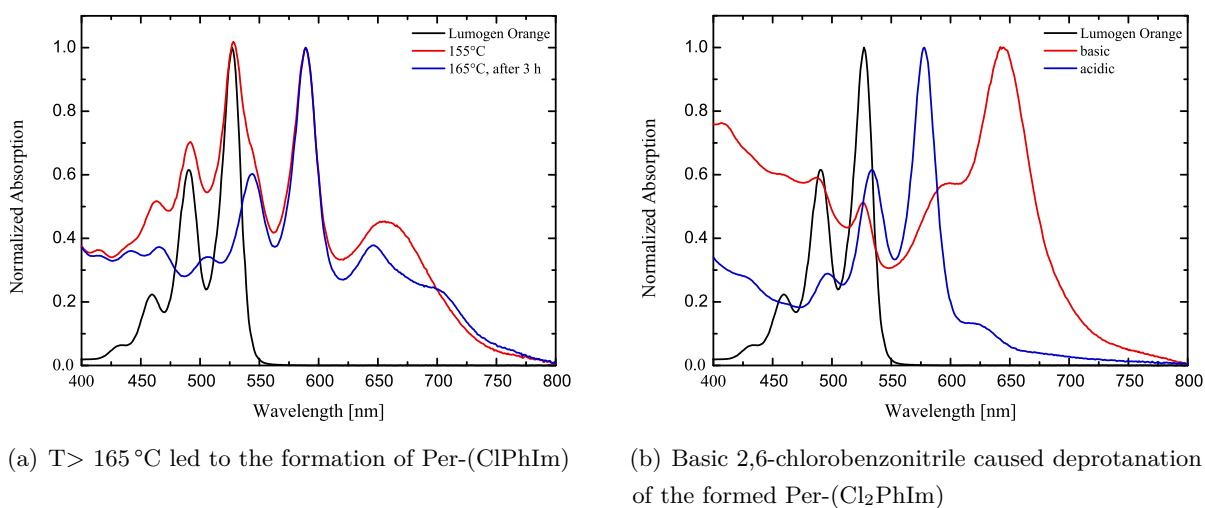 Lumogen Orange
155°C
165°C, after 3 h
1.0
0.8
0.6
0.4
0.2
0.0
400 450 500 550 600 650 700 750 800
Wavelength [nm]
Normalized Absorption
(a) T> 165 °C led to the formation of Per-(ClPhIm)
Lumogen Orange
basic
acidic
1.0
0.8
0.6
0.4
0.2
0.0
400 450 500 550 600 650 700 750 800
Wavelength [nm]
Normalized Absorption
(b) Basic 2,6-chlorobenzonitrile caused deprotanation
of the formed Per-(Cl₂PhIm)